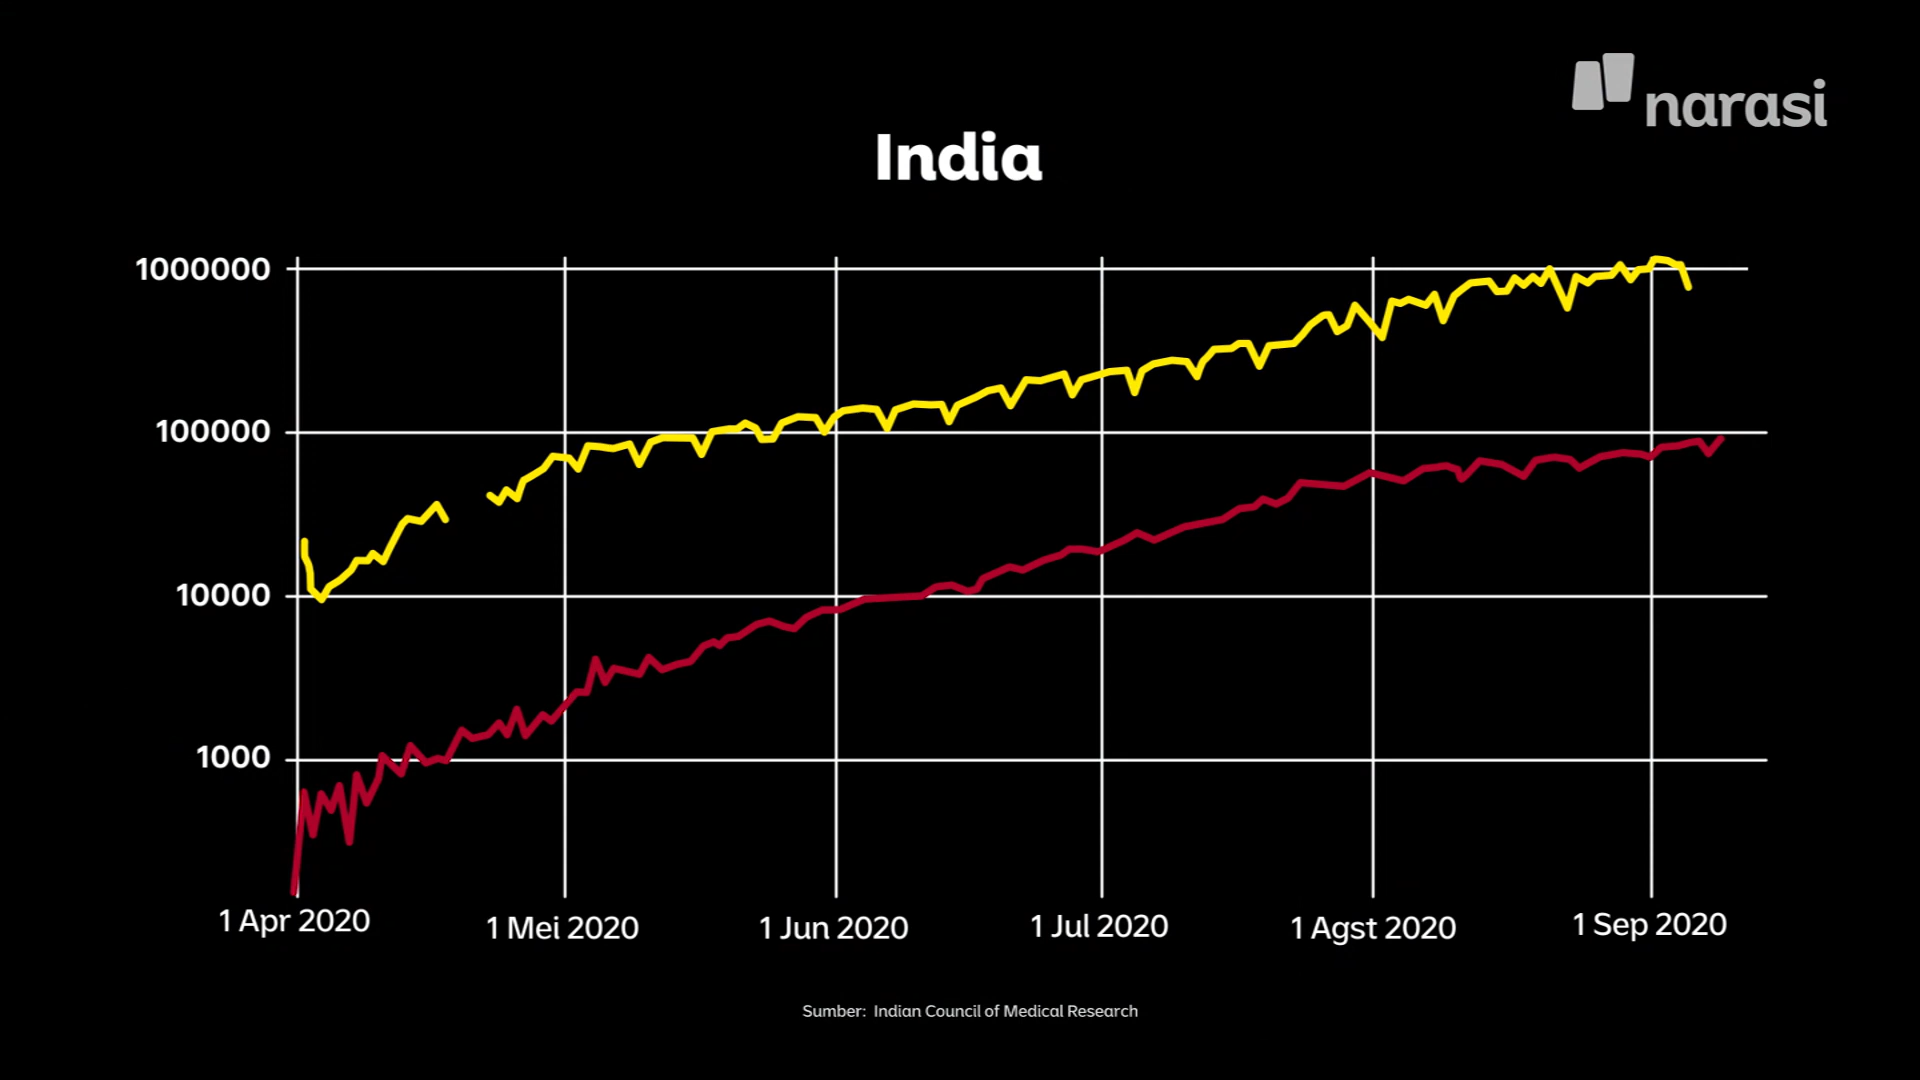 narasi
India
1000000
100000
10000
1000
1 Apr 2020
1 Mei 2020
1 Jun 2020
1 Jul 2020
1 Agst 2020
1 Sep 2020
Sumber: Indian Council of Medical Research